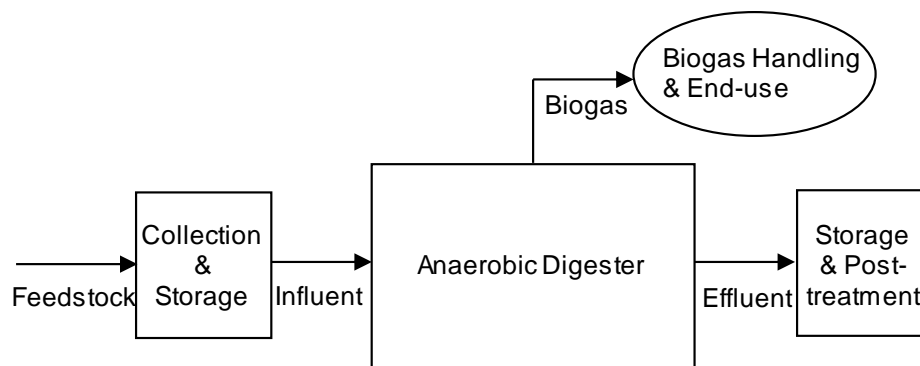 Biogas Handling
& End-use
Biogas
Collection
&
Storage
Feedstock
Influent
Anaerobic Digester
Effluent
Storage
& Post-
treatment